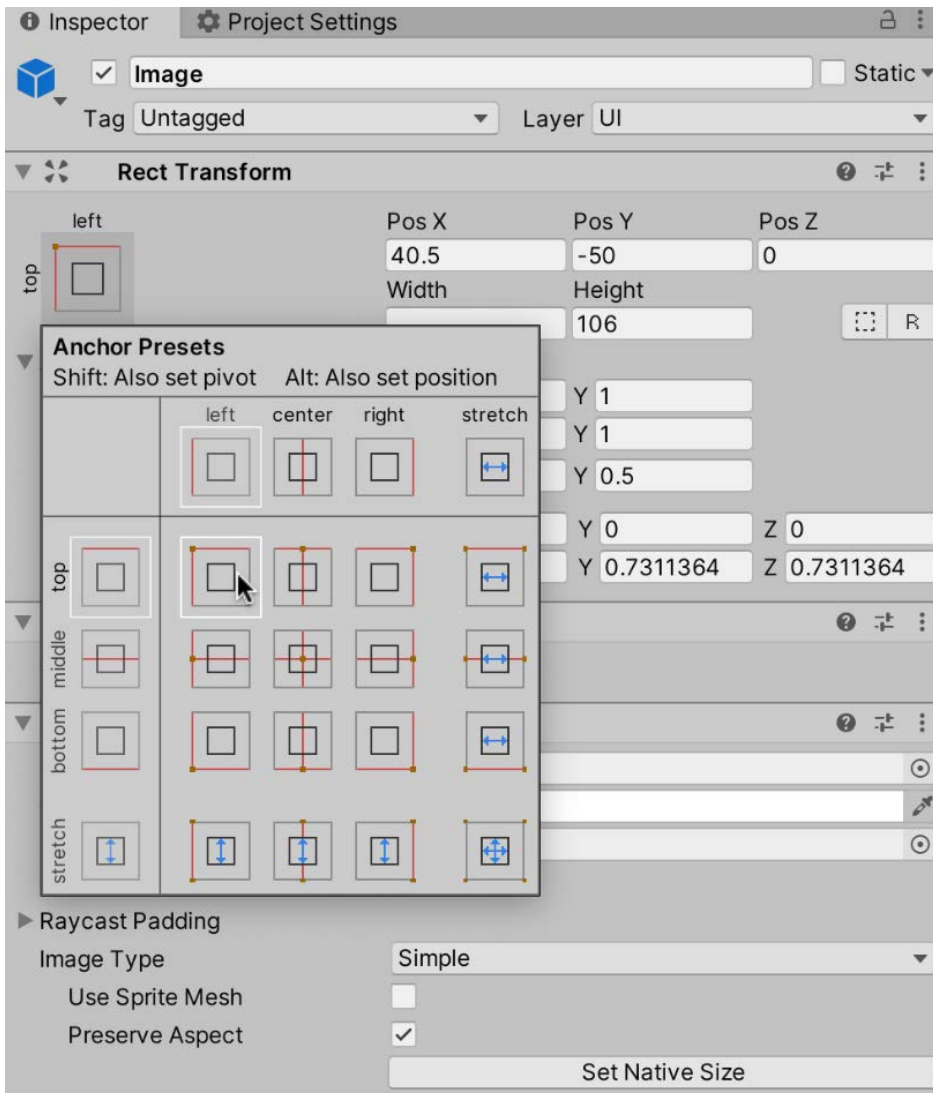 Inspector Project Settings
Image Static
Tag Untagged Layer UI
Rect Transform
left Pos X Pos Y Pos Z
top 40.5 -50 0
Width Height
106 R
Anchor Presets
Shift: Also set pivot Alt: Also set position
Y 1
left center right stretch
Y 1
Y 0.5
Y 0 Z 0
top Y 0.7311364 Z 0.7311364
middle
bottom
stretch
Raycast Padding
Image Type Simple
Use Sprite Mesh
Preserve Aspect
Set Native Size